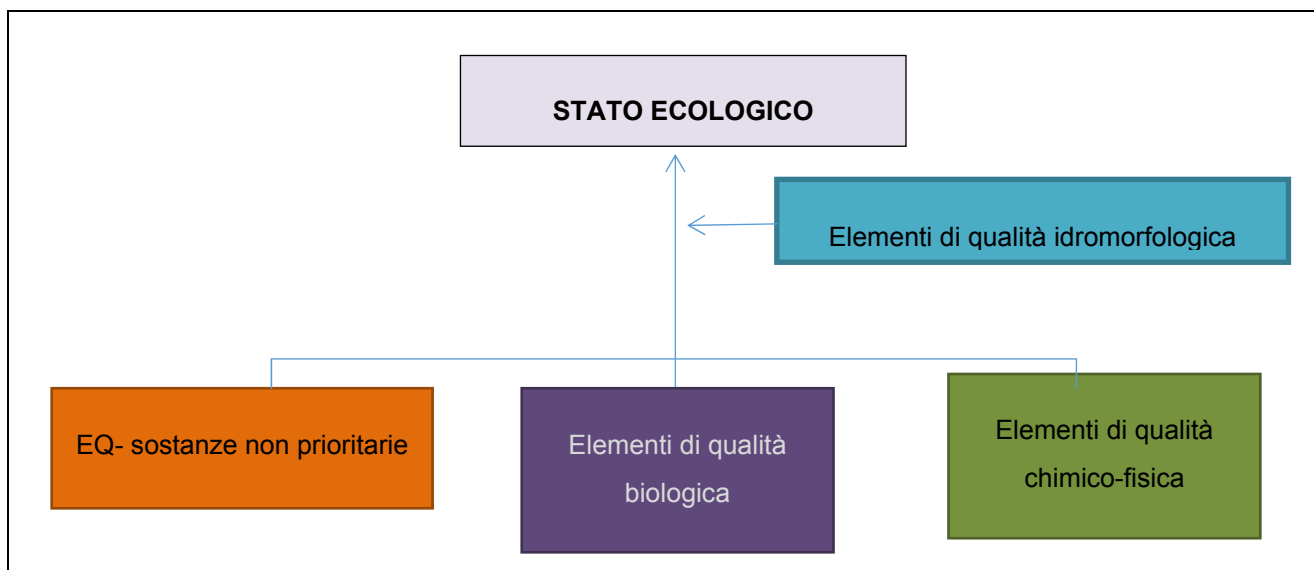 STATO ECOLOGICO
Elementi di qualità idromorfologica
EQ- sostanze non prioritarie
Elementi di qualità
biologica
Elementi di qualità
chimico-fisica